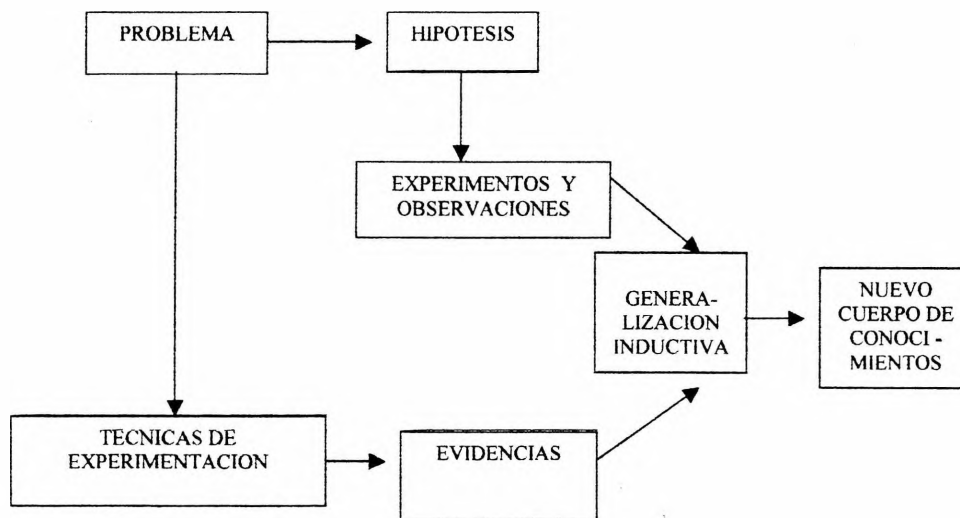 PROBLEMA
HIPOTESIS
EXPERIMENTOS Y
OBSERVACIONES
GENERA-
LIZACION
INDUCTIVA
NUEVO
CUERPO DE
CONOCI -
MIENTOS
TECNICAS DE
EXPERIMENTACION
EVIDENCIAS